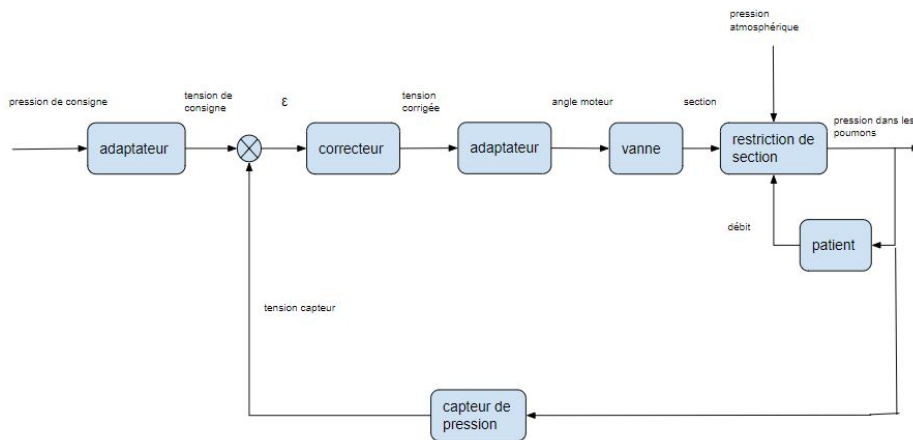 pression
atmosphérique
pression de consigne
tension de
consigne
ε
tension
corrigée
angle moteur
section
pression dans les
poumons
adaptateur
correcteur
adaptateur
vanne
restriction de
section
débit
patient
tension capteur
capteur de
pression